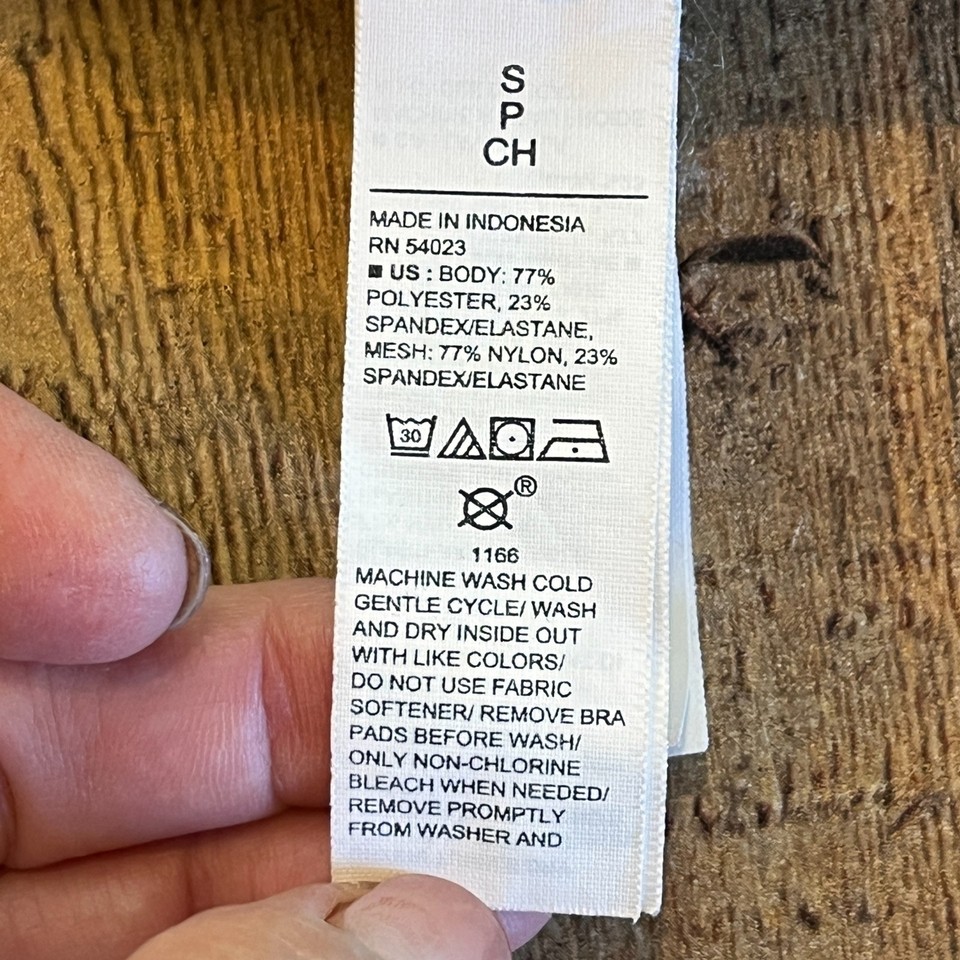 S
P
CH
MADE IN INDONESIA
RN 54023
■ US : BODY: 77%
POLYESTER, 23%
SPANDEX/ELASTANE,
MESH: 77% NYLON, 23%
SPANDEX/ELASTANE
30
®
1166
MACHINE WASH COLD
GENTLE CYCLE/ WASH
AND DRY INSIDE OUT
WITH LIKE COLORS/
DO NOT USE FABRIC
SOFTENER/ REMOVE BRA
PADS BEFORE WASH/
ONLY NON-CHLORINE
BLEACH WHEN NEEDED/
REMOVE PROMPTLY
FROM WASHER AND